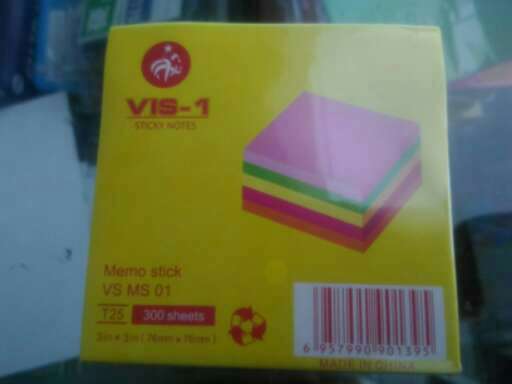 VIS-1
STICKY NOTES
Memo stick
VS MS 01
T25 300 sheets
3in × 3in ( 76mm × 76mm )
6 957990 901395
MADE IN CHINA